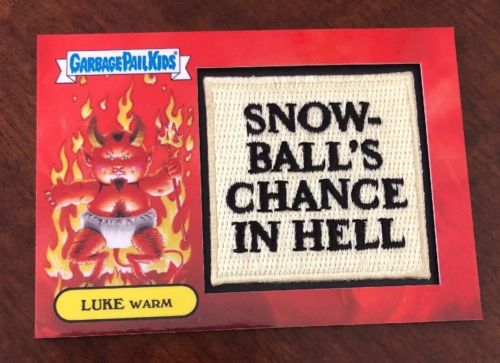 GARBAGE PAIL KIDS
SNOW-
BALL'S
CHANCE
IN HELL
LUKE WARM